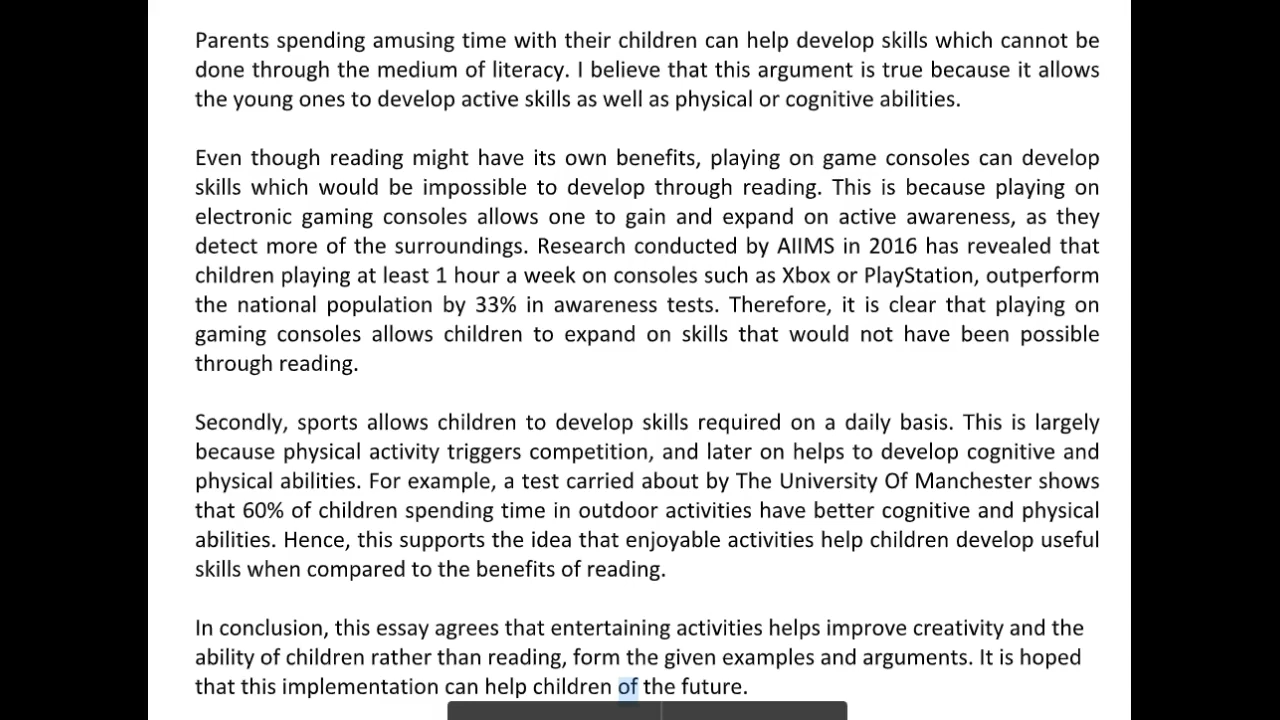 Parents spending amusing time with their children can help develop skills which cannot be
done through the medium of literacy. I believe that this argument is true because it allows
the young ones to develop active skills as well as physical or cognitive abilities.
Even though reading might have its own benefits, playing on game consoles can develop
skills which would be impossible to develop through reading. This is because playing on
electronic gaming consoles allows one to gain and expand on active awareness, as they
detect more of the surroundings. Research conducted by AIIMS in 2016 has revealed that
children playing at least 1 hour a week on consoles such as Xbox or PlayStation, outperform
the national population by 33% in awareness tests. Therefore, it is clear that playing on
gaming consoles allows children to expand on skills that would not have been possible
through reading.
Secondly, sports allows children to develop skills required on a daily basis. This is largely
because physical activity triggers competition, and later on helps to develop cognitive and
physical abilities. For example, a test carried about by The University Of Manchester shows
that 60% of children spending time in outdoor activities have better cognitive and physical
abilities. Hence, this supports the idea that enjoyable activities help children develop useful
skills when compared to the benefits of reading.
In conclusion, this essay agrees that entertaining activities helps improve creativity and the
ability of children rather than reading, form the given examples and arguments. It is hoped
that this implementation can help children of the future.